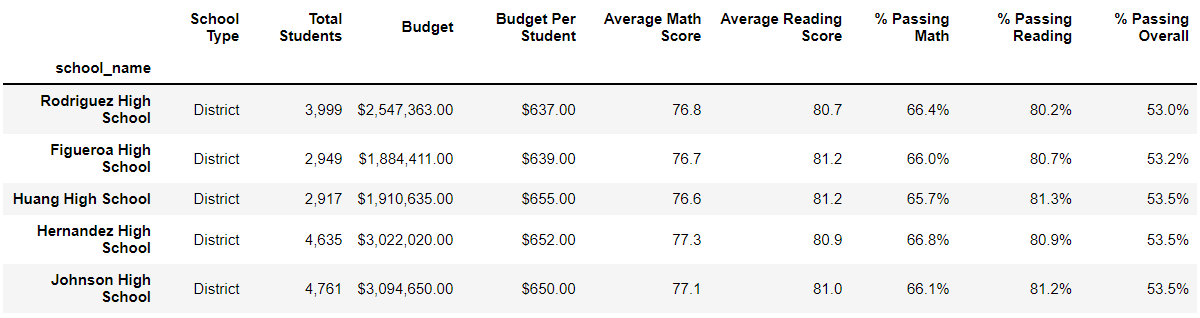 School Type Total Students Budget Budget Per Student Average Math Score Average Reading Score % Passing Math % Passing Reading % Passing Overall
school_name
Rodriguez High School District 3,999 $2,547,363.00 $637.00 76.8 80.7 66.4% 80.2% 53.0%
Figueroa High School District 2,949 $1,884,411.00 $639.00 76.7 81.2 66.0% 80.7% 53.2%
Huang High School District 2,917 $1,910,635.00 $655.00 76.6 81.2 65.7% 81.3% 53.5%
Hernandez High School District 4,635 $3,022,020.00 $652.00 77.3 80.9 66.8% 80.9% 53.5%
Johnson High School District 4,761 $3,094,650.00 $650.00 77.1 81.0 66.1% 81.2% 53.5%